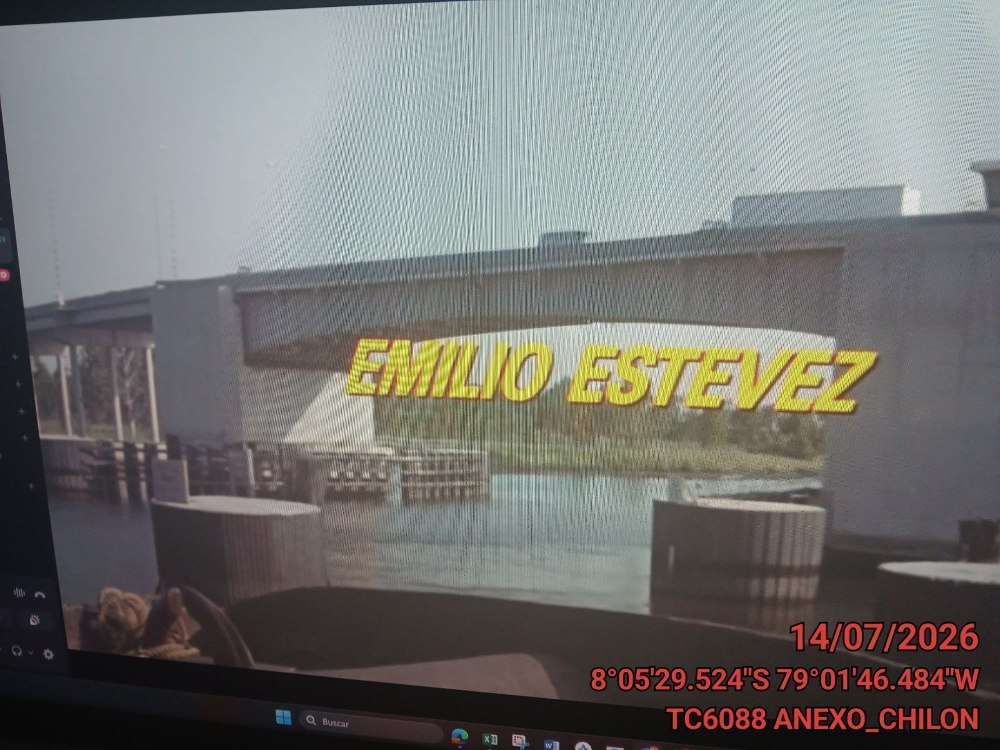 EMILIO ESTEVEZ
14/07/2026
8°05'29.524"S 79°01'46.484"W
TC6088 ANEXO_CHILON
Buscar